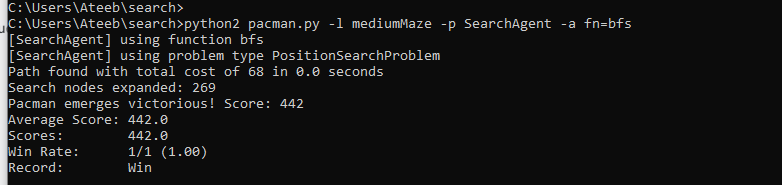 C:\Users\Ateeb\search>
C:\Users\Ateeb\search>python2 pacman.py -l mediumMaze -p SearchAgent -a fn=bfs
[SearchAgent] using function bfs
[SearchAgent] using problem type PositionSearchProblem
Path found with total cost of 68 in 0.0 seconds
Search nodes expanded: 269
Pacman emerges victorious! Score: 442
Average Score: 442.0
Scores:        442.0
Win Rate:      1/1 (1.00)
Record:        Win